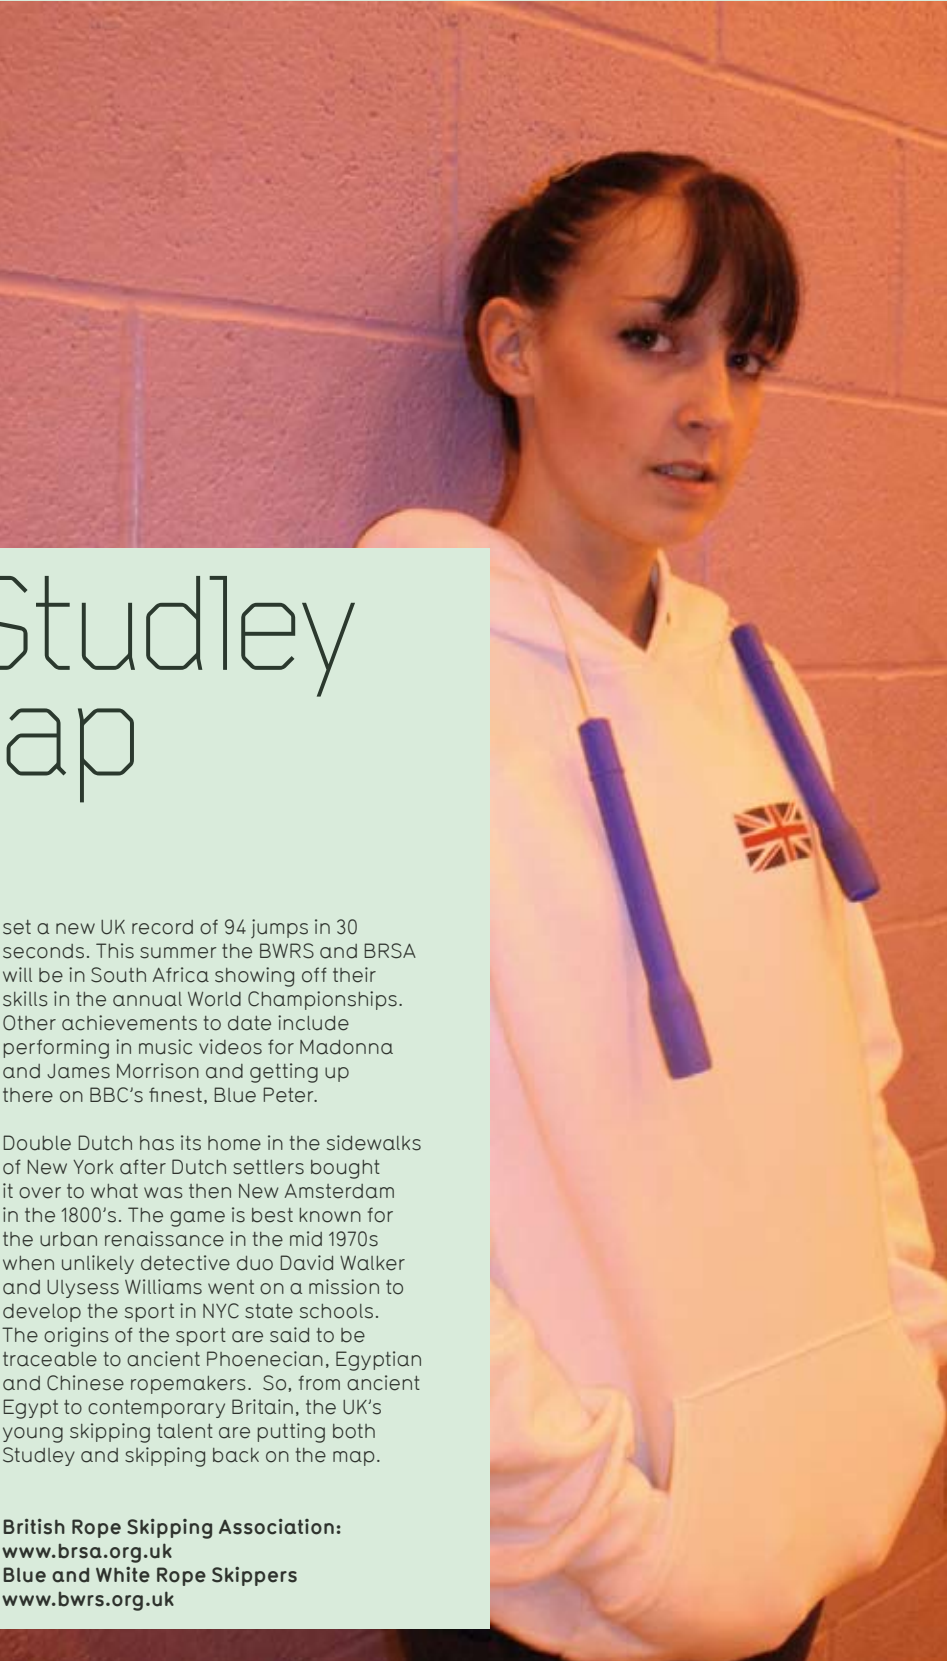 Studley
ap
set a new UK record of 94 jumps in 30
seconds. This summer the BWRS and BRSA
will be in South Africa showing off their
skills in the annual World Championships.
Other achievements to date include
performing in music videos for Madonna
and James Morrison and getting up
there on BBC's finest, Blue Peter.
Double Dutch has its home in the sidewalks
of New York after Dutch settlers bought
it over to what was then New Amsterdam
in the 1800's. The game is best known for
the urban renaissance in the mid 1970s
when unlikely detective duo David Walker
and Ulysess Williams went on a mission to
develop the sport in NYC state schools.
The origins of the sport are said to be
traceable to ancient Phoenecian, Egyptian
and Chinese ropemakers.  So, from ancient
Egypt to contemporary Britain, the UK's
young skipping talent are putting both
Studley and skipping back on the map.
British Rope Skipping Association:
www.brsa.org.uk
Blue and White Rope Skippers
www.bwrs.org.uk